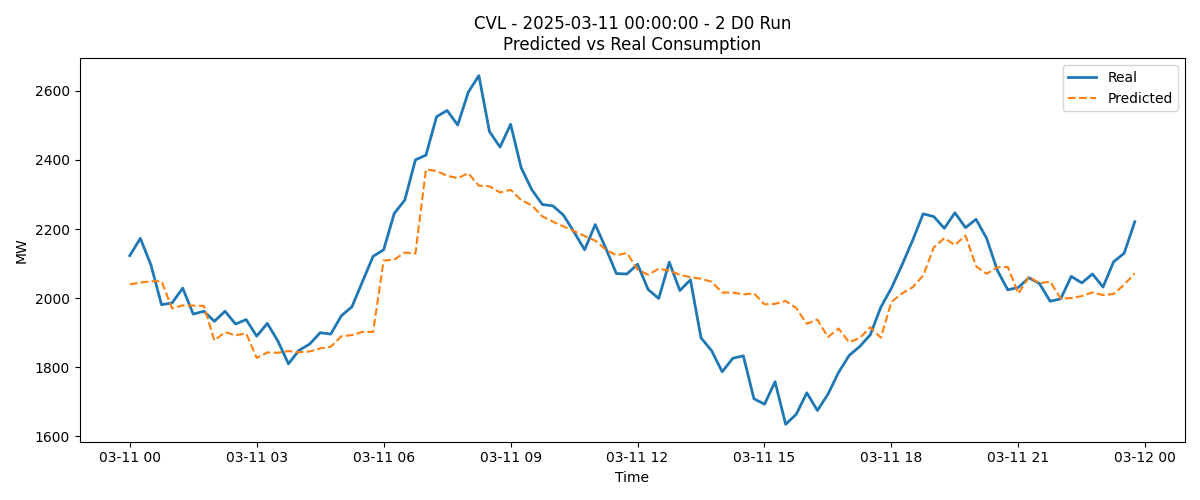 CVL - 2025-03-11 00:00:00 - 2 D0 Run
Predicted vs Real Consumption
Real
Predicted
MW
2600
2400
2200
2000
1800
1600
03-11 00
03-11 03
03-11 06
03-11 09
03-11 12
03-11 15
03-11 18
03-11 21
03-12 00
Time